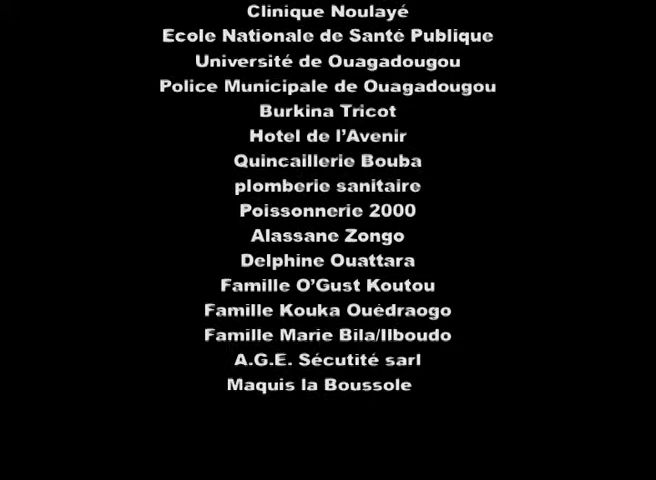 Clinique Noulayé
Ecole Nationale de Santé Publique
Université de Ouagadougou
Police Municipale de Ouagadougou
Burkina Tricot
Hotel de l'Avenir
Quincaillerie Bouba
plomberie sanitaire
Poissonnerie 2000
Alassane Zongo
Delphine Ouattara
Famille O'Gust Koutou
Famille Kouka Ouédraogo
Famille Marie Bila/Ilboudo
A.G.E. Sécutité sarl
Maquis la Boussole